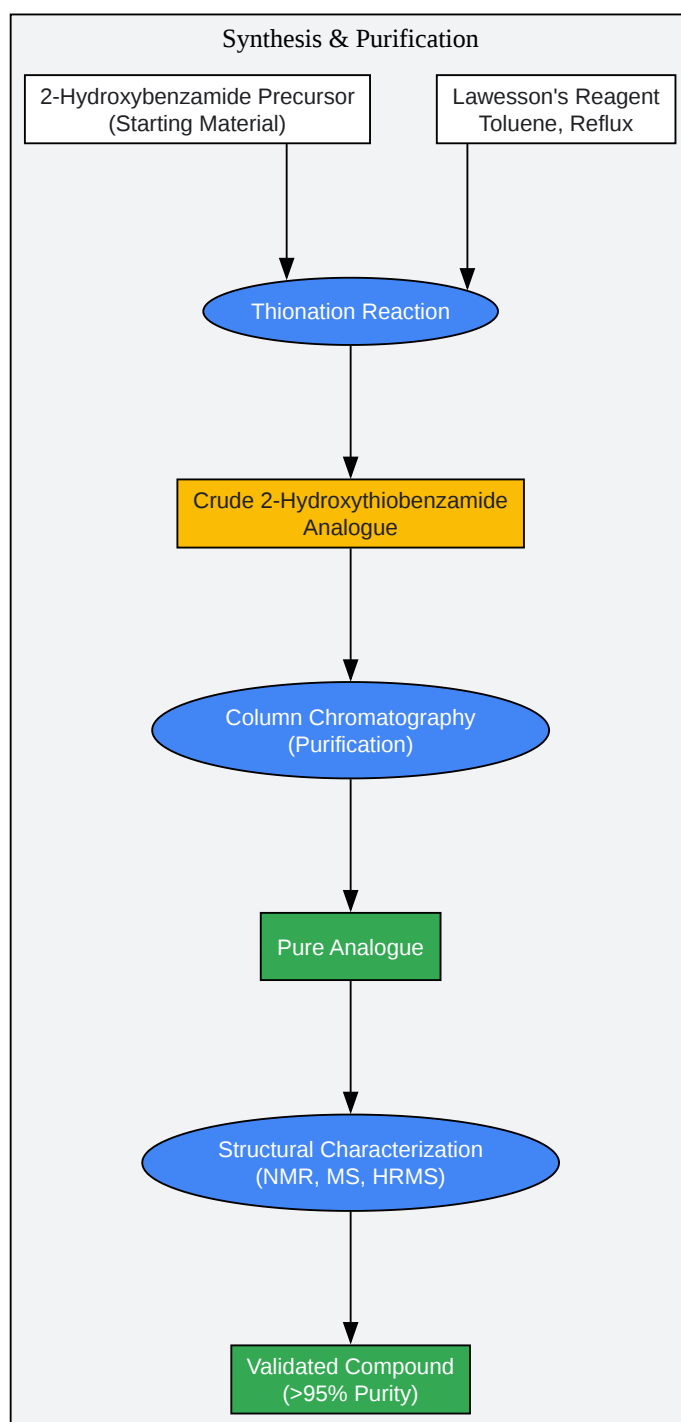 Synthesis & Purification
2-Hydroxybenzamide Precursor
(Starting Material)
Lawesson's Reagent
Toluene, Reflux
Thionation Reaction
Crude 2-Hydroxythiobenzamide
Analogue
Column Chromatography
(Purification)
Pure Analogue
Structural Characterization
(NMR, MS, HRMS)
Validated Compound
(>95% Purity)